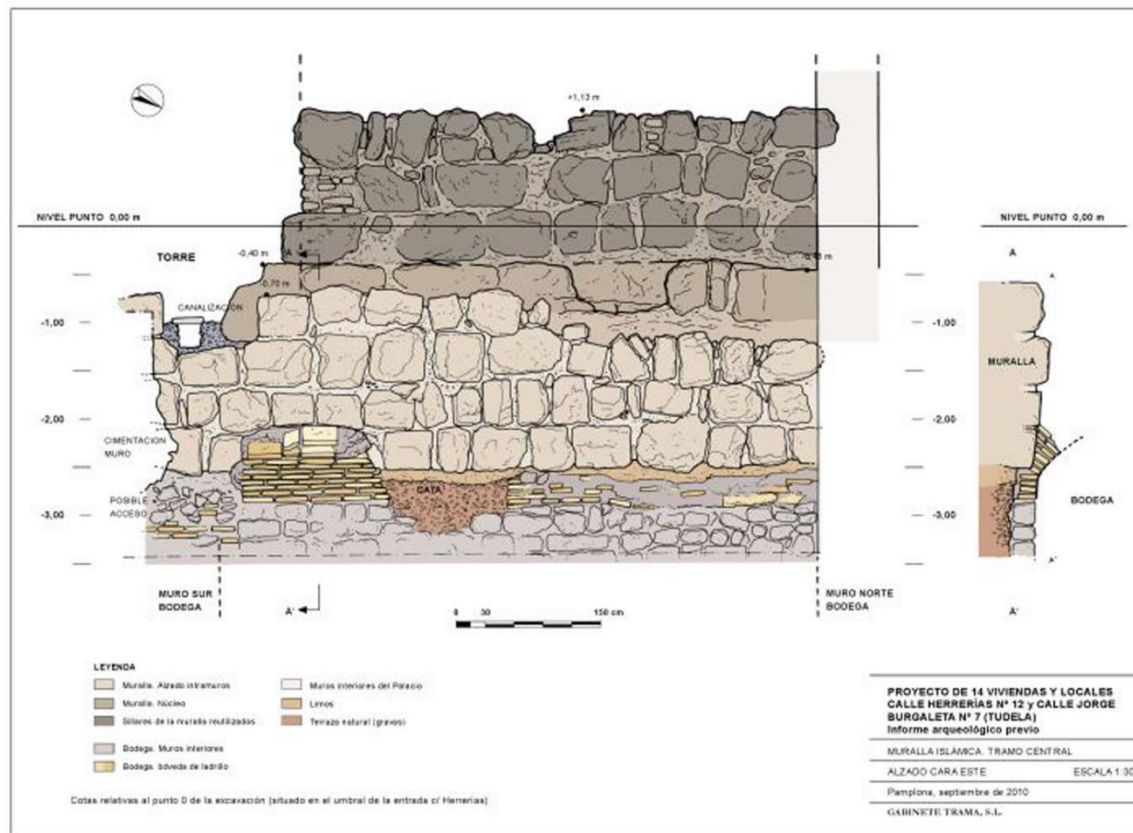 +1,13 m
NIVEL PUNTO 0,00 m
NIVEL PUNTO 0,00 m
TORRE
-0,40 m
A
A
A
-0,70 m
CANALIZACIÓN
-1,00
-1,00
MURALLA
-2,00
-2,00
CIMENTACION
MURO
CATA
POSIBLE
ACCESO
BODEGA
-3,00
-3,00
A'
MURO SUR
BODEGA
A'
MURO NORTE
BODEGA
A'
0 30 150 cm
LEYENDA
Muralla. Alzado intramuros
Muralla. Núcleo
Sillares de la muralla reutilizados
Bodega. Muros interiores
Bodega. bóveda de ladrillo
Muros interiores del Palacio
Limos
Terraza natural (gravas)
Cotas relativas al punto 0 de la excavación (situado en el umbral de la entrada c/ Herrerías)
PROYECTO DE 14 VIVIENDAS Y LOCALES
CALLE HERRERÍAS Nº 12 y CALLE JORGE
BURGALETA Nº 7 (TUDELA)
Informe arqueológico previo
MURALLA ISLÁMICA. TRAMO CENTRAL
ALZADO CARA ESTE ESCALA 1:30
Pamplona, septiembre de 2010
GABINETE TRAMA, S.L.